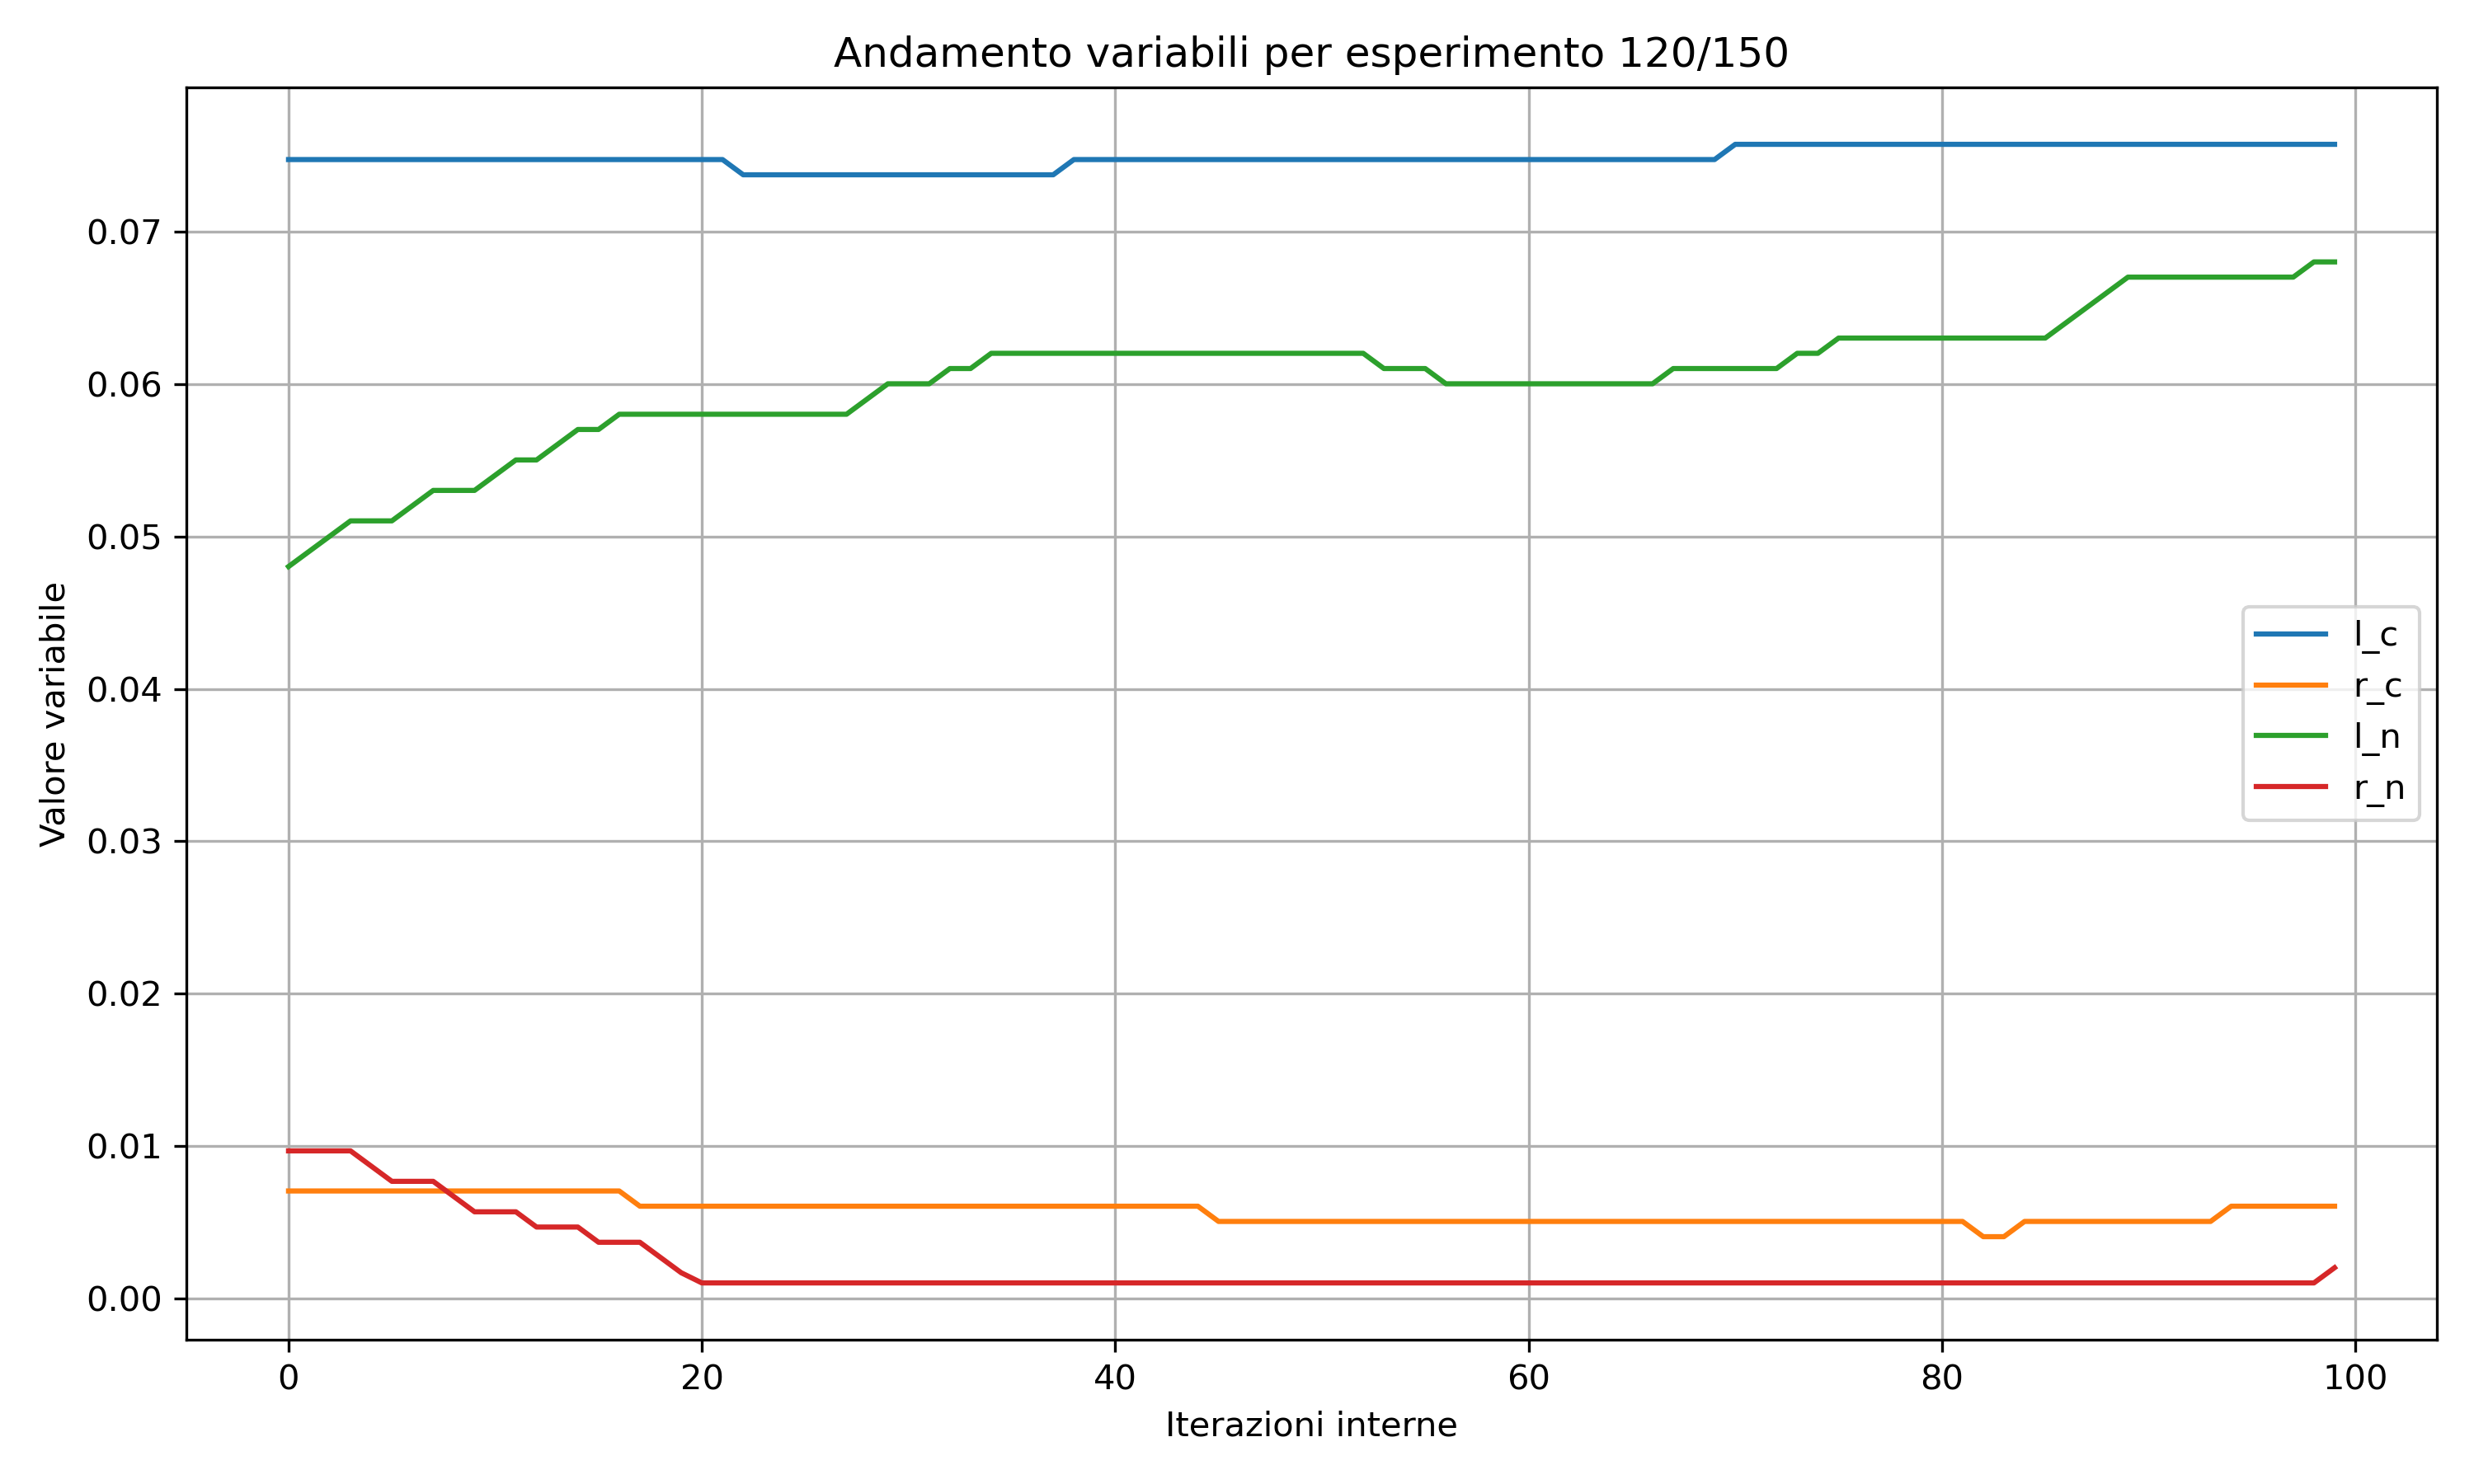 Andamento variabili per esperimento 120/150
Valore variabile
0.07
0.06
0.05
0.04
0.03
0.02
0.01
0.00
l_c
r_c
l_n
r_n
0 20 40 60 80 100
Iterazioni interne